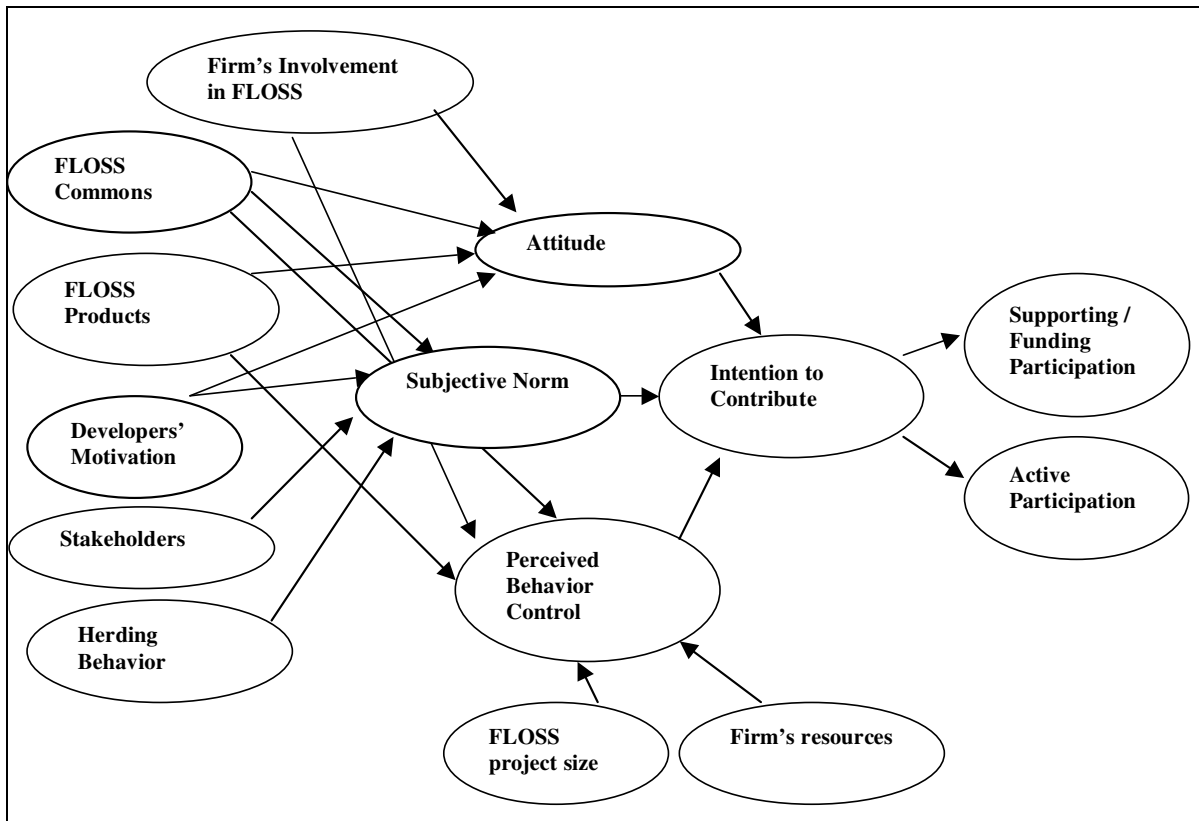 Firm's Involvement
in FLOSS
FLOSS
Commons
Attitude
FLOSS
Products
Supporting /
Funding
Participation
Subjective Norm
Intention to
Contribute
Developers'
Motivation
Active
Participation
Stakeholders
Perceived
Behavior
Control
Herding
Behavior
FLOSS
project size
Firm's resources